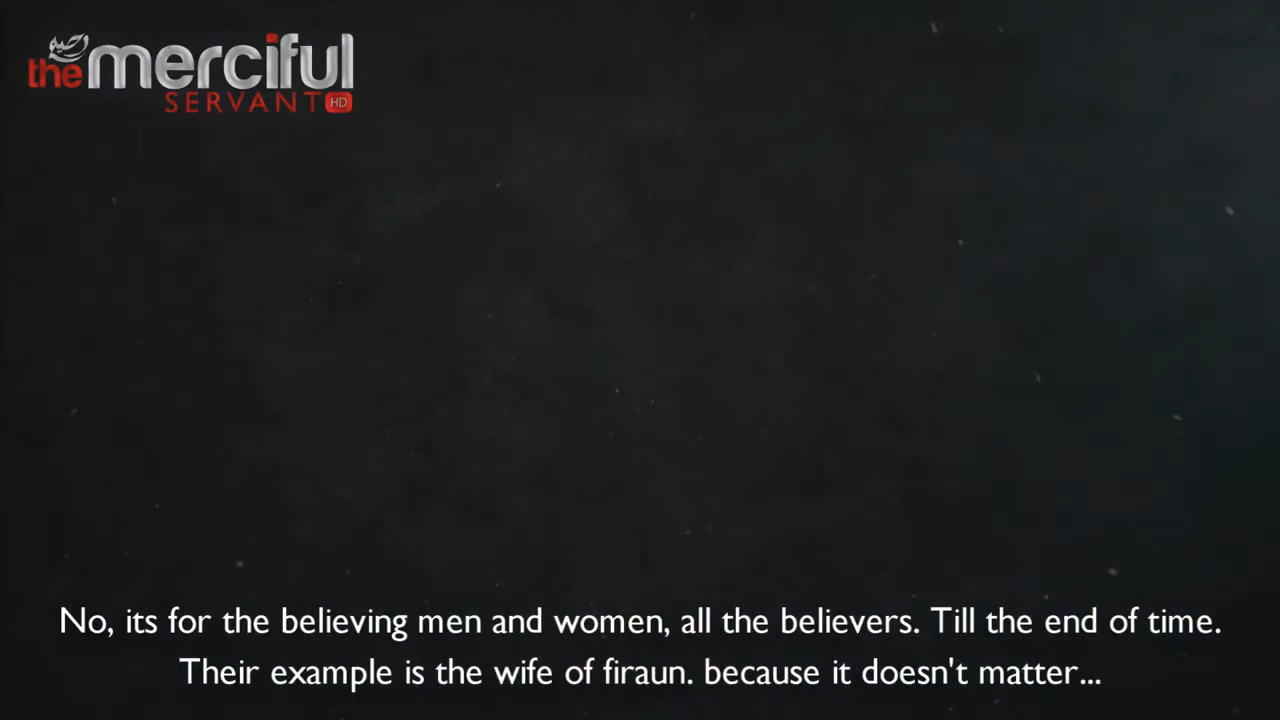 the merciful
SERVANT HD
No, its for the believing men and women, all the believers. Till the end of time.
Their example is the wife of firaun. because it doesn't matter...